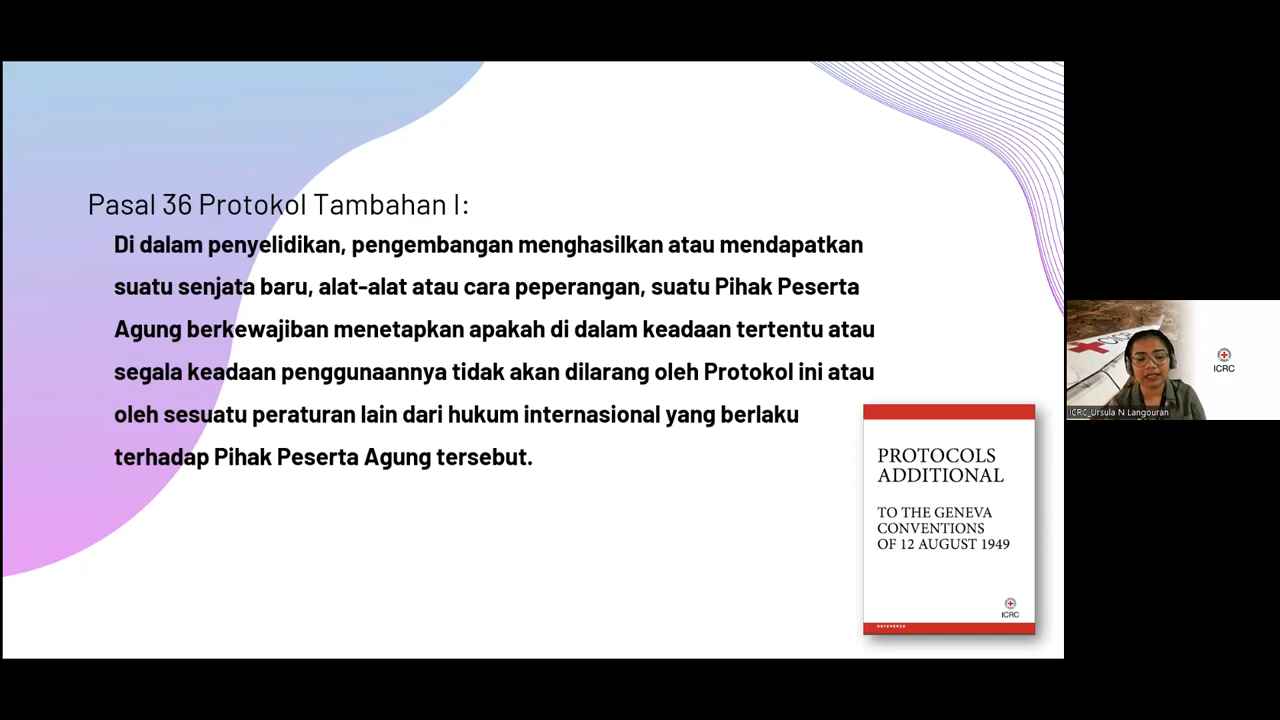 Pasal 36 Protokol Tambahan I:
Di dalam penyelidikan, pengembangan menghasilkan atau mendapatkan
suatu senjata baru, alat-alat atau cara peperangan, suatu Pihak Peserta
Agung berkewajiban menetapkan apakah di dalam keadaan tertentu atau
segala keadaan penggunaannya tidak akan dilarang oleh Protokol ini atau
oleh sesuatu peraturan lain dari hukum internasional yang berlaku
terhadap Pihak Peserta Agung tersebut.
PROTOCOLS
ADDITIONAL
TO THE GENEVA
CONVENTIONS
OF 12 AUGUST 1949
ICRC
REFERENCE
ICRC
ICRC_Ursula N Langouran